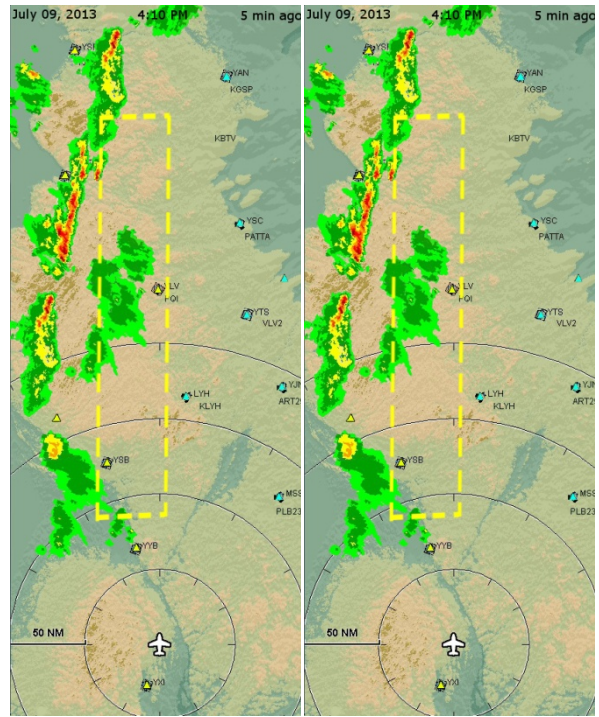 July 09, 2013 4:10 PM 5 min ago
YSI
YAN
KGSP
KBTV
YSC
PATTA
LV
HQI
YTS
VLV2
YJN
ART29
LYH
KLYH
YSB
MSS
PLB23
YYB
50 NM
YXI
July 09, 2013 4:10 PM 5 min ago
YSI
YAN
KGSP
KBTV
YSC
PATTA
LV
HQI
YTS
VLV2
YJN
ART29
LYH
KLYH
YSB
MSS
PLB23
YYB
50 NM
YXI